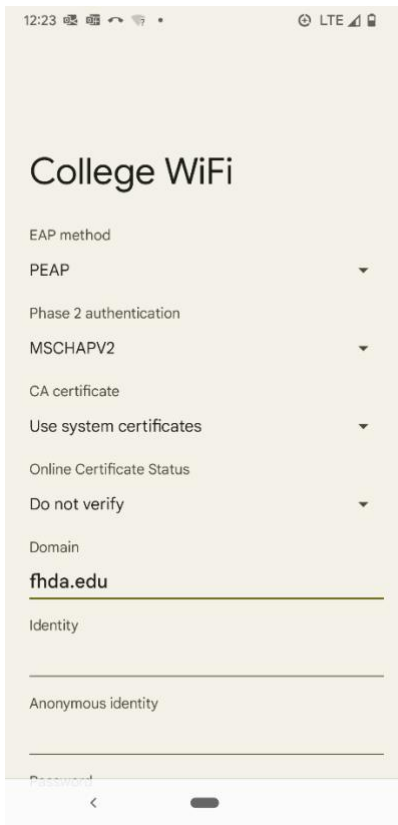 12:23
LTE
College WiFi
EAP method
PEAP
Phase 2 authentication
MSCHAPV2
CA certificate
Use system certificates
Online Certificate Status
Do not verify
Domain
fhda.edu
Identity
Anonymous identity
Password